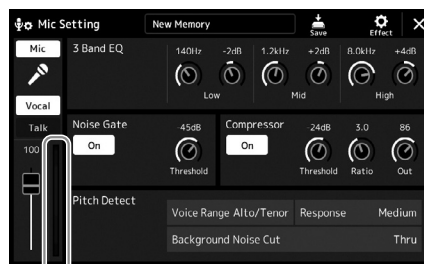 Mic Setting New Memory Save Effect
Mic
3 Band EQ
140Hz -2dB 1.2kHz +2dB 8.0kHz +4dB
Low Mid High
Vocal
Talk
Noise Gate
On
-45dB
Threshold
Compressor
On
-24dB 3.0 86
Threshold Ratio Out
100
Pitch Detect
Voice Range Alto/Tenor Response Medium
Background Noise Cut Thru